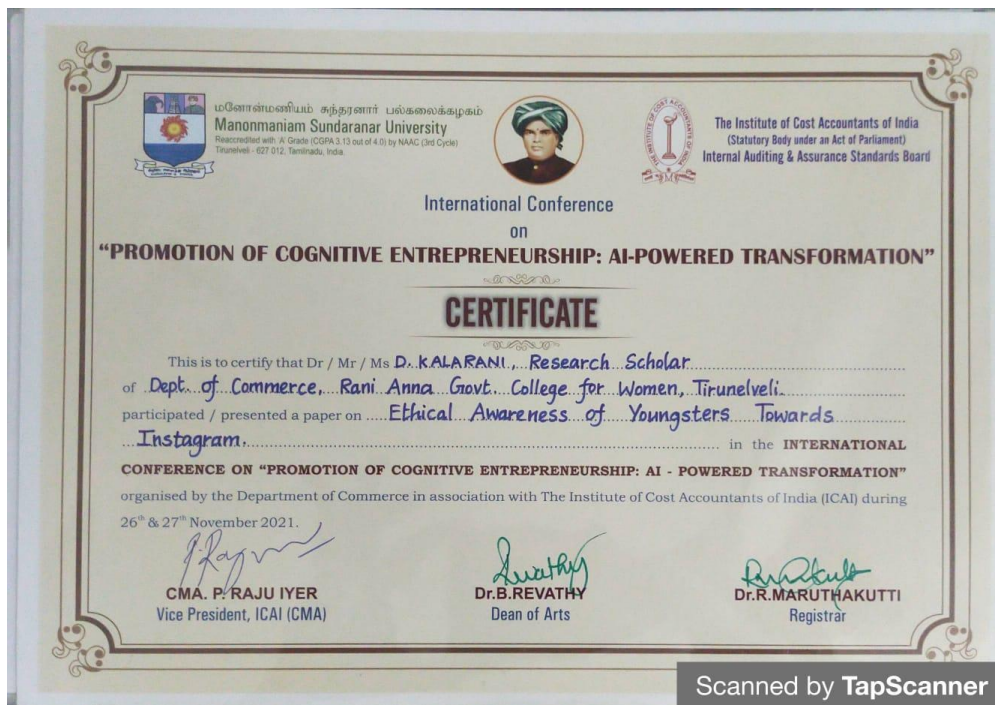 மனோன்மணியம் சுந்தரனார் பல்கலைக்கழகம்
Manonmaniam Sundaranar University
Reaccredited with 'A' Grade (CGPA 3.13 out of 4.0) by NAAC (3rd Cycle)
Tirunelveli - 627 012, Tamilnadu, India.
THE INSTITUTE OF COST ACCOUNTANTS OF INDIA
The Institute of Cost Accountants of India
(Statutory Body under an Act of Parliament)
Internal Auditing & Assurance Standards Board
International Conference
on
“PROMOTION OF COGNITIVE ENTREPRENEURSHIP: AI-POWERED TRANSFORMATION”
CERTIFICATE
This is to certify that Dr / Mr / Ms D. KALARANI, Research Scholar
of Dept. of Commerce, Rani Anna Govt. College for Women, Tirunelveli.
participated / presented a paper on Ethical Awareness of Youngsters Towards
Instagram. in the INTERNATIONAL
CONFERENCE ON “PROMOTION OF COGNITIVE ENTREPRENEURSHIP: AI - POWERED TRANSFORMATION”
organised by the Department of Commerce in association with The Institute of Cost Accountants of India (ICAI) during
26th & 27th November 2021.
CMA. P. RAJU IYER
Vice President, ICAI (CMA)
Dr.B.REVATHY
Dean of Arts
Dr.R.MARUTHAKUTTI
Registrar
Scanned by TapScanner